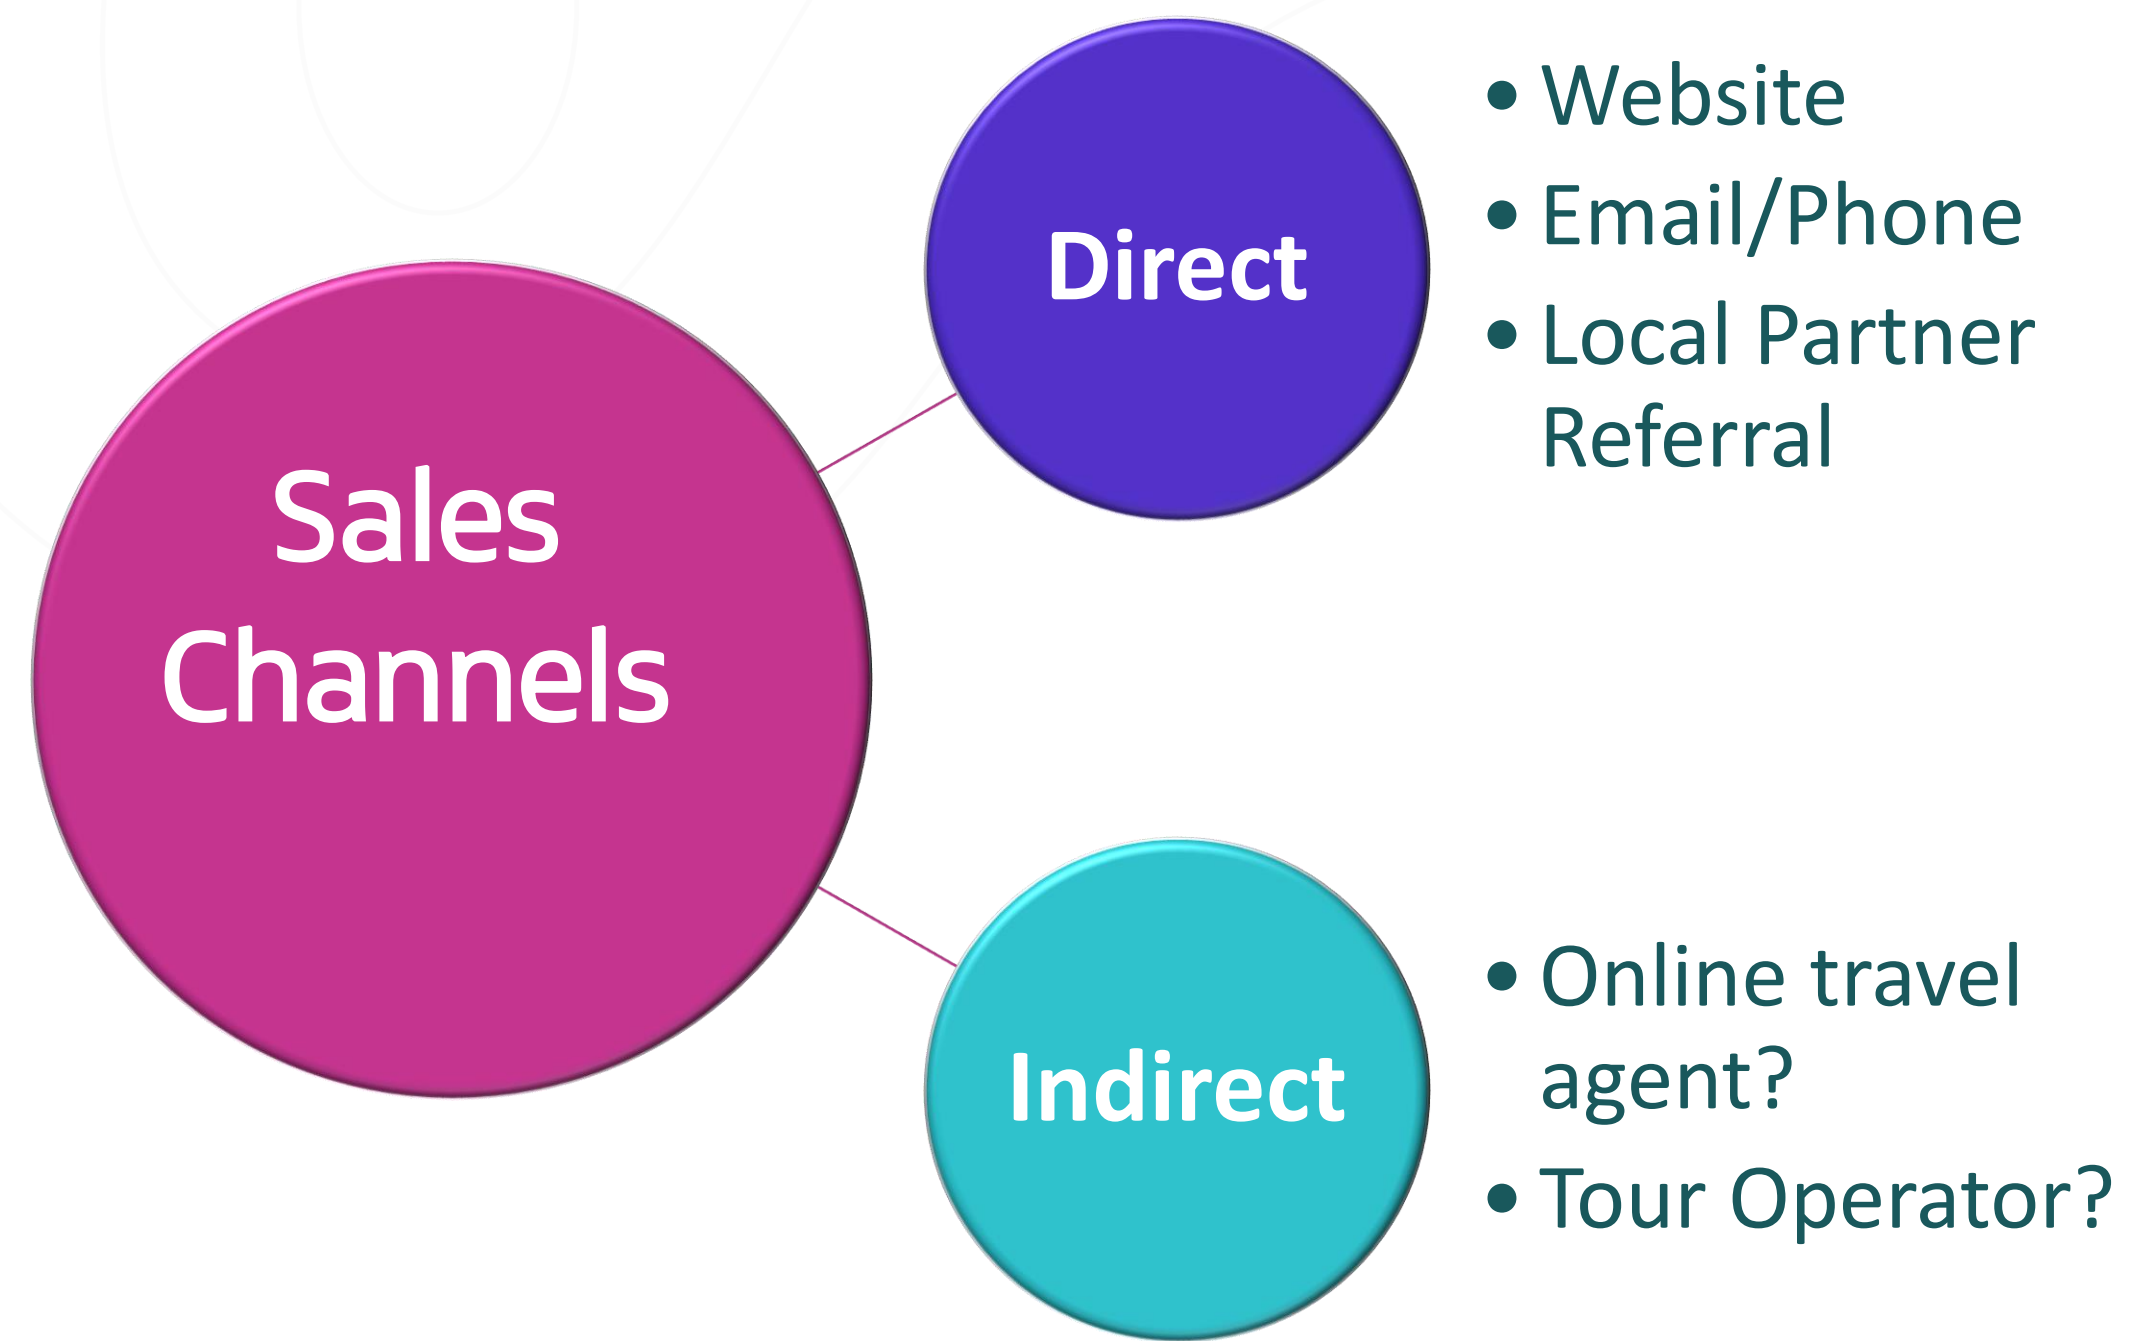 Sales
Channels
Direct
• Website
• Email/Phone
• Local Partner
Referral
Indirect
• Online travel
agent?
• Tour Operator?